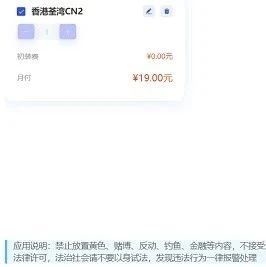 香港荃湾CN2
1
初装费 ¥0.00元
月付 ¥19.00元
应用说明：禁止放置黄色、赌博、反动、钓鱼、金融等内容，不接受
法律许可，法治社会请不要以身试法，发现违法行为一律报警处理